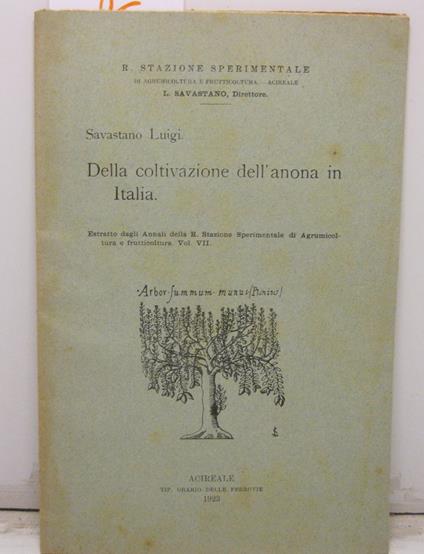 R. STAZIONE SPERIMENTALE
DI AGRUMICOLTURA E FRUTTICOLTURA. — ACIREALE
L. SAVASTANO, Direttore.
Savastano Luigi.
Della coltivazione dell'anona in
Italia.
Estratto dagli Annali della R. Stazione Sperimentale di Agrumicol-
tura e frutticoltura. Vol. VII.
Arbor summum munus (Plinius)
ACIREALE
TIP. ORARIO DELLE FERROVIE
1923